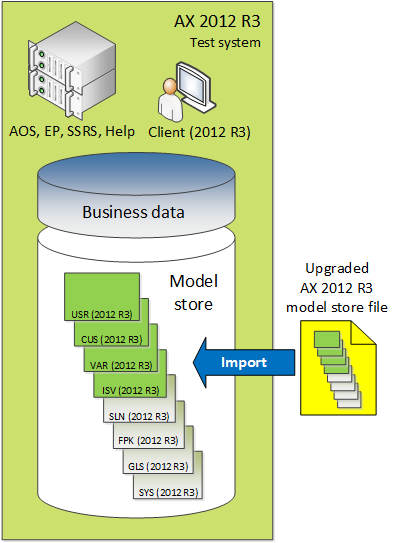 AX 2012 R3
Test system
AOS, EP, SSRS, Help
Client (2012 R3)
Business data
Model
store
USR (2012 R3)
CUS (2012 R3)
VAR (2012 R3)
ISV (2012 R3)
SLN (2012 R3)
FPK (2012 R3)
GLS (2012 R3)
SYS (2012 R3)
Import
Upgraded
AX 2012 R3
model store file